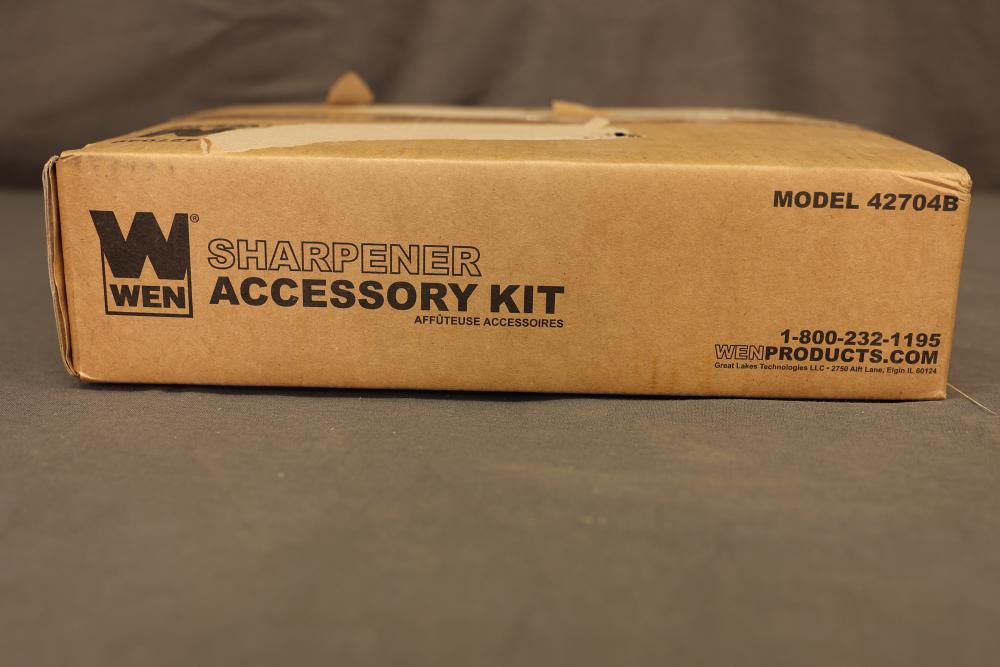 W®
WEN
SHARPENER
ACCESSORY KIT
AFFÛTEUSE ACCESSOIRES
MODEL 42704B
1-800-232-1195
WENPRODUCTS.COM
Great Lakes Technologies LLC • 2750 Alft Lane, Elgin IL 60124